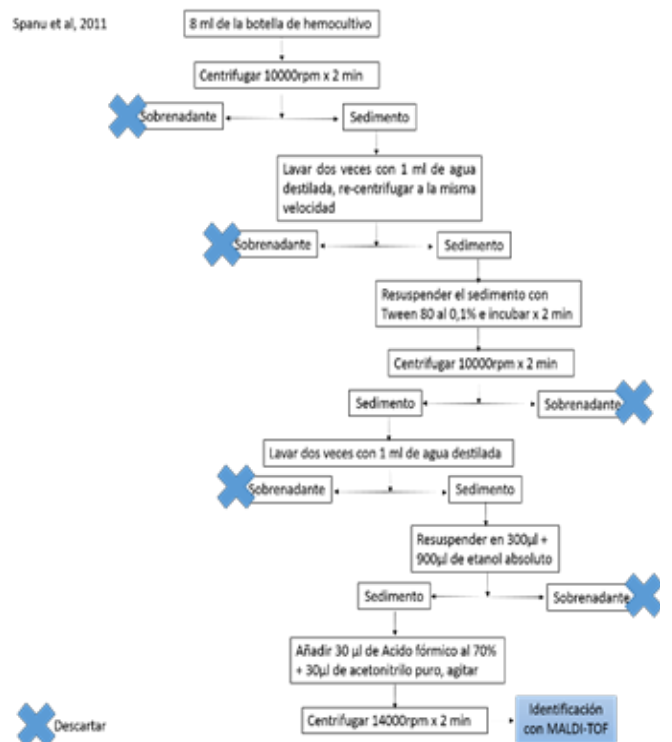 Spanu et al, 2011
8 ml de la botella de hemocultivo
Centrifugar 10000rpm x 2 min
Sobrenadante
Sedimento
Lavar dos veces con 1 ml de agua
destilada, re-centrifugar a la misma
velocidad
Sobrenadante
Sedimento
Resuspender el sedimento con
Tween 80 al 0,1% e incubar x 2 min
Centrifugar 10000rpm x 2 min
Sedimento
Sobrenadante
Lavar dos veces con 1 ml de agua destilada
Sobrenadante
Sedimento
Resuspender en 300µl +
900µl de etanol absoluto
Sedimento
Sobrenadante
Añadir 30 µl de Acido fórmico al 70%
+ 30µl de acetonitrilo puro, agitar
Centrifugar 14000rpm x 2 min
Identificación
con MALDI-TOF
Descartar